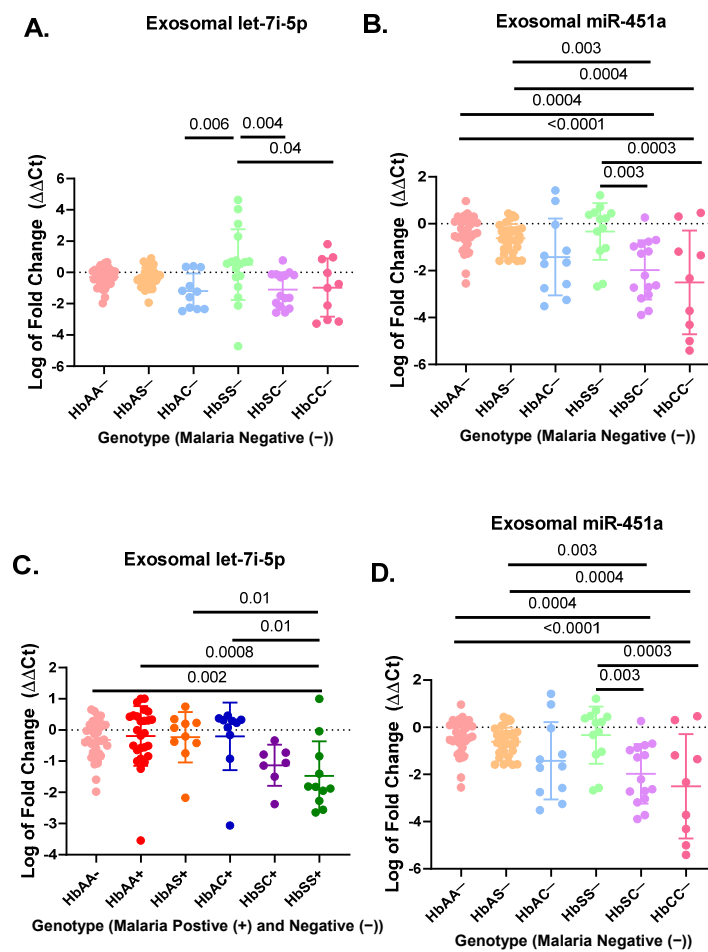 A.
Exosomal let-7i-5p
0.006
0.004
0.04
6
4
2
0
-2
-4
-6
Log of Fold Change (ΔΔCt)
HbAA−
HbAS−
HbAC−
HbSS−
HbSC−
HbCC−
Genotype (Malaria Negative (−))
B.
Exosomal miR-451a
0.003
0.0004
0.0004
<0.0001
0.0003
0.003
2
0
-2
-4
-6
Log of Fold Change (ΔΔCt)
HbAA−
HbAS−
HbAC−
HbSS−
HbSC−
HbCC−
Genotype (Malaria Negative (−))
C.
Exosomal let-7i-5p
0.01
0.01
0.0008
0.002
2
1
0
-1
-2
-3
-4
Log of Fold Change (ΔΔCt)
HbAA-
HbAA+
HbAS+
HbAC+
HbSC+
HbSS+
Genotype (Malaria Postive (+) and Negative (−))
D.
Exosomal miR-451a
0.003
0.0004
0.0004
<0.0001
0.0003
0.003
2
0
-2
-4
-6
Log of Fold Change (ΔΔCt)
HbAA−
HbAS−
HbAC−
HbSS−
HbSC−
HbCC−
Genotype (Malaria Negative (−))